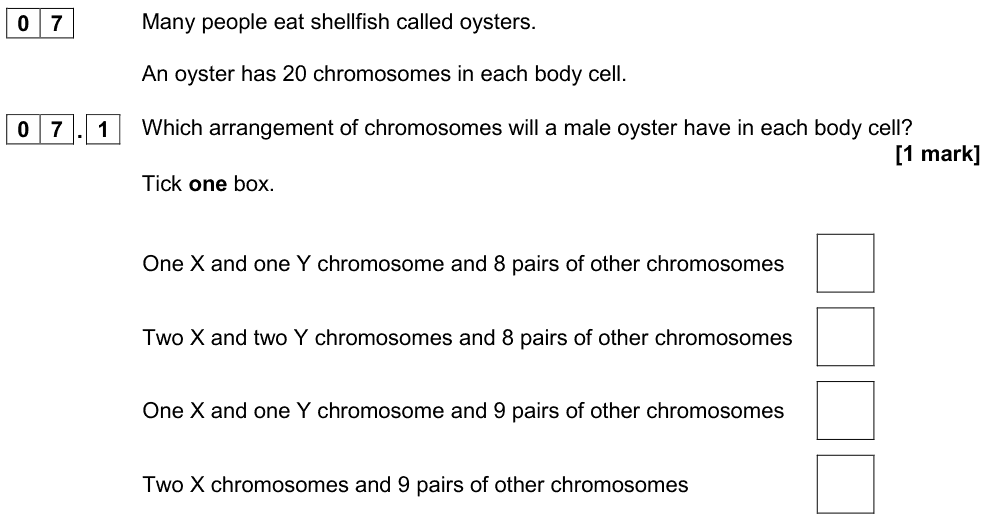 0 7 Many people eat shellfish called oysters.
An oyster has 20 chromosomes in each body cell.
0 7 . 1 Which arrangement of chromosomes will a male oyster have in each body cell?
[1 mark]
Tick one box.
One X and one Y chromosome and 8 pairs of other chromosomes
Two X and two Y chromosomes and 8 pairs of other chromosomes
One X and one Y chromosome and 9 pairs of other chromosomes
Two X chromosomes and 9 pairs of other chromosomes